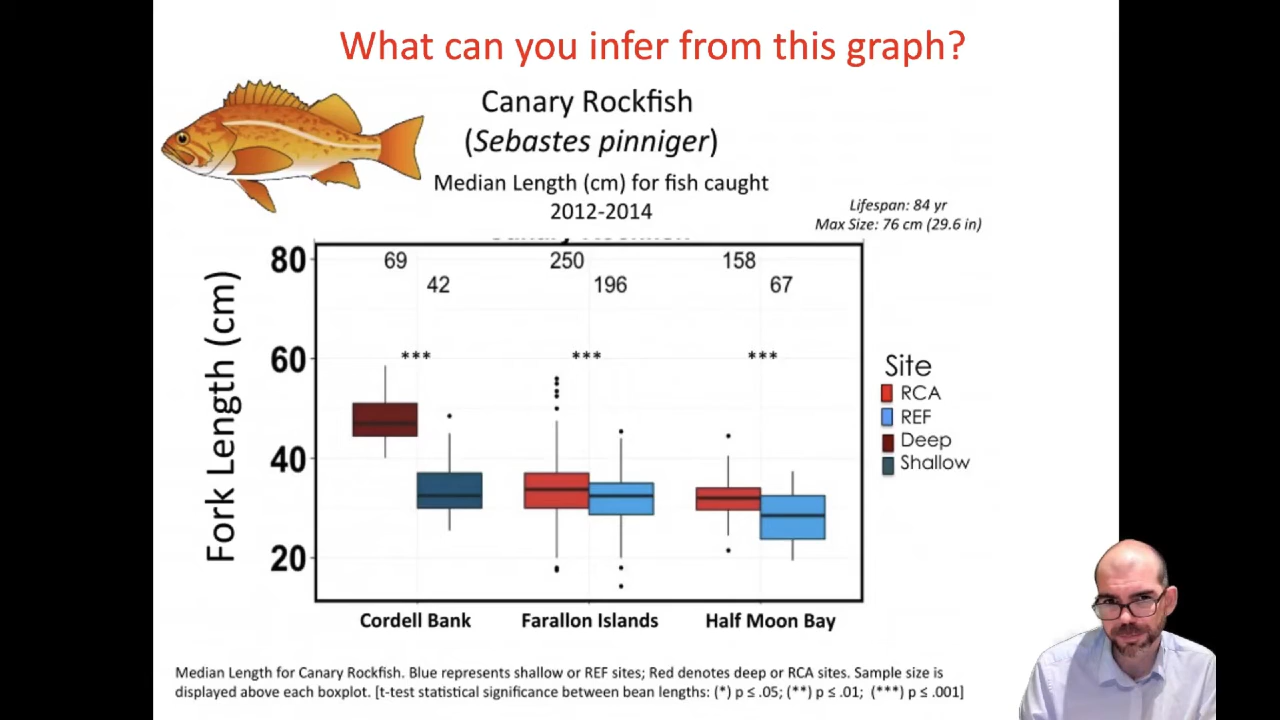 What can you infer from this graph?
Canary Rockfish
(Sebastes pinniger)
Median Length (cm) for fish caught
2012-2014
Lifespan: 84 yr
Max Size: 76 cm (29.6 in)
Fork Length (cm)
80
60
40
20
69
42
250
196
158
67
***
***
***
Site
RCA
REF
Deep
Shallow
Cordell Bank
Farallon Islands
Half Moon Bay
Median Length for Canary Rockfish. Blue represents shallow or REF sites; Red denotes deep or RCA sites. Sample size is
displayed above each boxplot. [t-test statistical significance between bean lengths: (*) p ≤ .05; (**) p ≤ .01; (***) p ≤ .001]